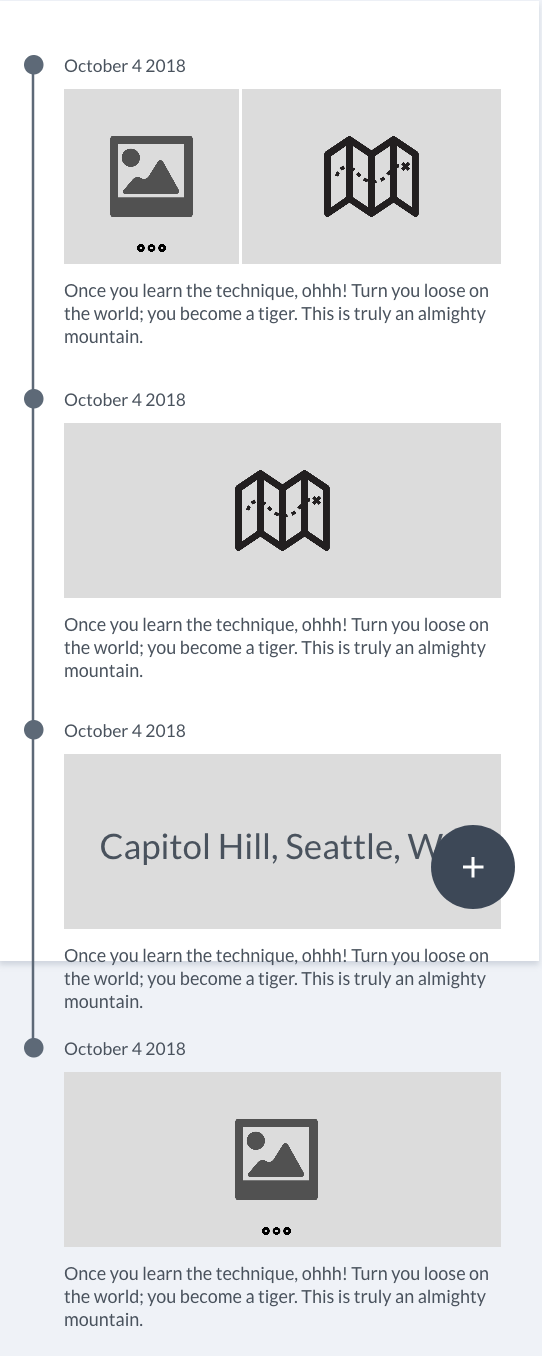 October 4 2018
Once you learn the technique, ohhh! Turn you loose on
the world; you become a tiger. This is truly an almighty
mountain.
October 4 2018
Once you learn the technique, ohhh! Turn you loose on
the world; you become a tiger. This is truly an almighty
mountain.
October 4 2018
Capitol Hill, Seattle, W
Once you learn the technique, ohhh! Turn you loose on
the world; you become a tiger. This is truly an almighty
mountain.
October 4 2018
Once you learn the technique, ohhh! Turn you loose on
the world; you become a tiger. This is truly an almighty
mountain.